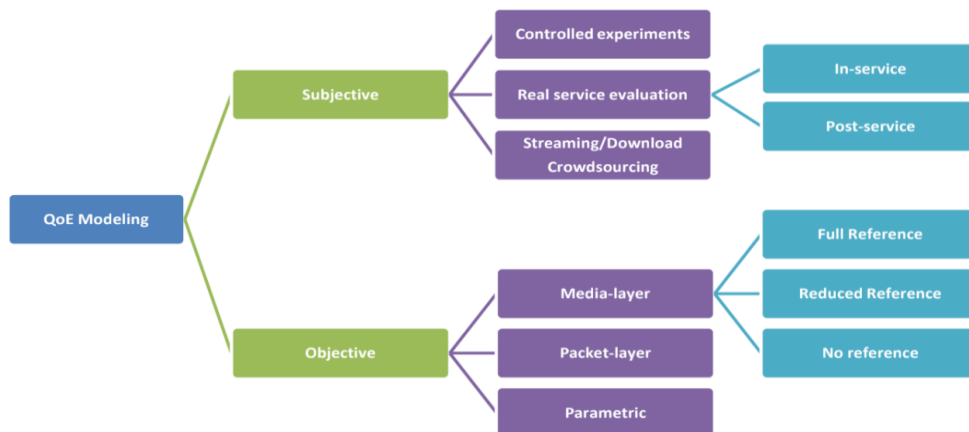 Controlled experiments
In-service
Subjective
Real service evaluation
Post-service
Streaming/Download
Crowdsourcing
QoE Modeling
Full Reference
Media-layer
Reduced Reference
Objective
Packet-layer
No reference
Parametric